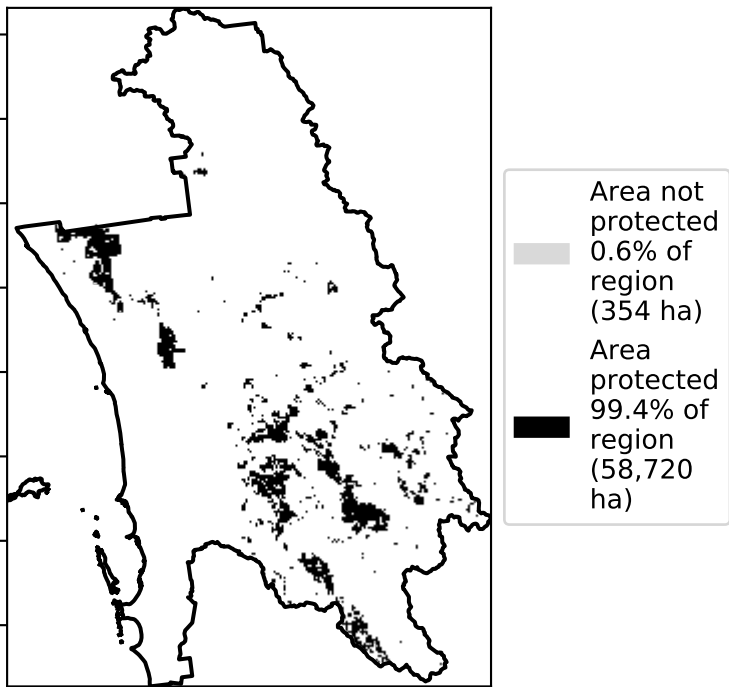 Area not
protected
0.6% of
region
(354 ha)
Area
protected
99.4% of
region
(58,720
ha)